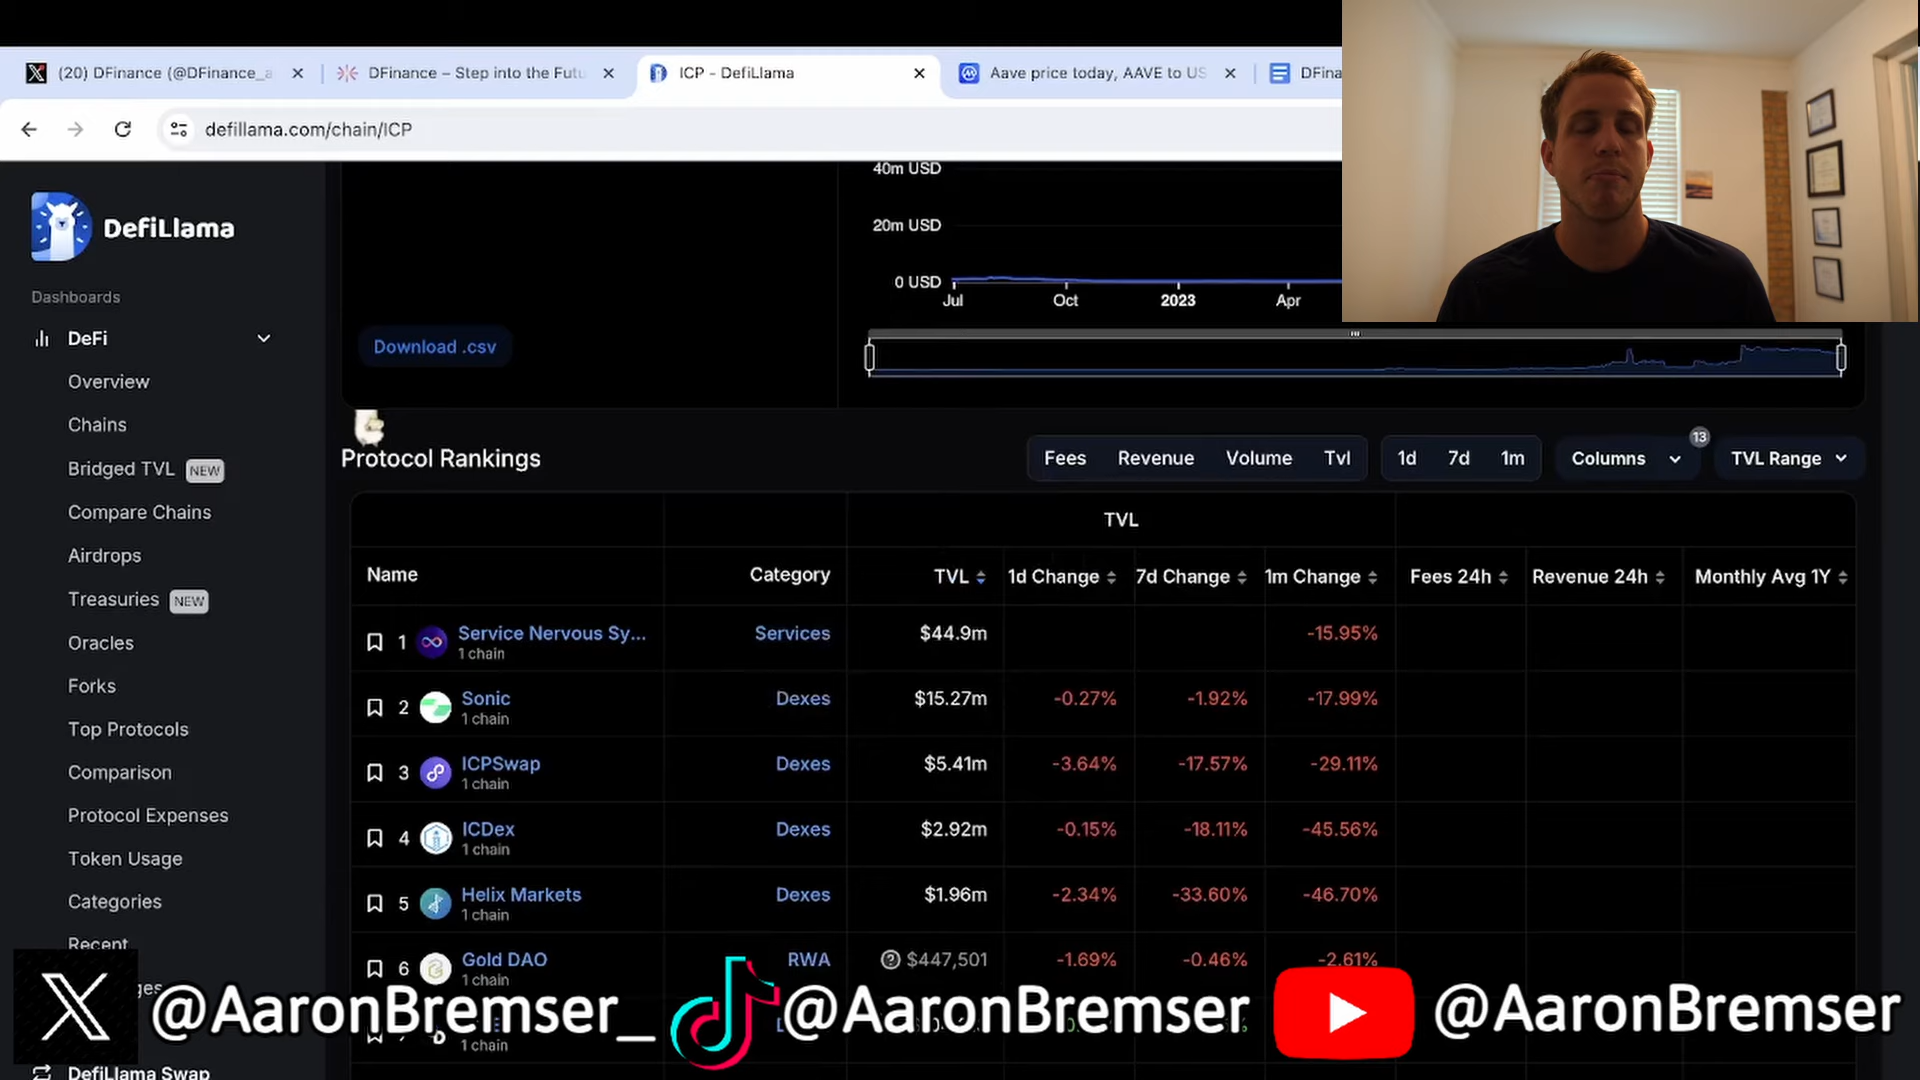 (20) DFinance (@DFinance_a
DFinance – Step into the Futu
ICP - DefiLlama
Aave price today, AAVE to US
DFina
defillama.com/chain/ICP
DefiLlama
Dashboards
DeFi
Overview
Chains
Bridged TVL NEW
Compare Chains
Airdrops
Treasuries NEW
Oracles
Forks
Top Protocols
Comparison
Protocol Expenses
Token Usage
Categories
Recent
ges
DefiLlama Swap
40m USD
20m USD
0 USD
Jul Oct 2023 Apr
Download .csv
Protocol Rankings
Fees Revenue Volume Tvl
1d 7d 1m
Columns
13
TVL Range
TVL
Name Category TVL 1d Change 7d Change 1m Change Fees 24h Revenue 24h Monthly Avg 1Y
1 Service Nervous Sy... Services $44.9m -15.95%
1 chain
2 Sonic Dexes $15.27m -0.27% -1.92% -17.99%
1 chain
3 ICPSwap Dexes $5.41m -3.64% -17.57% -29.11%
1 chain
4 ICDex Dexes $2.92m -0.15% -18.11% -45.56%
1 chain
5 Helix Markets Dexes $1.96m -2.34% -33.60% -46.70%
1 chain
6 Gold DAO RWA $447,501 -1.69% -0.46% -2.61%
1 chain
1 chain
@AaronBremser_
@AaronBremser
@AaronBremser